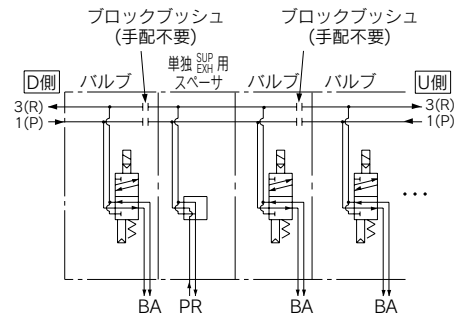 ブロックブッシュ
(手配不要)
ブロックブッシュ
(手配不要)
単独 SUP EXH 用
スペーサ
D側
バルブ
バルブ
バルブ
U側
3(R)
1(P)
3(R)
1(P)
…
BA
PR
BA
BA